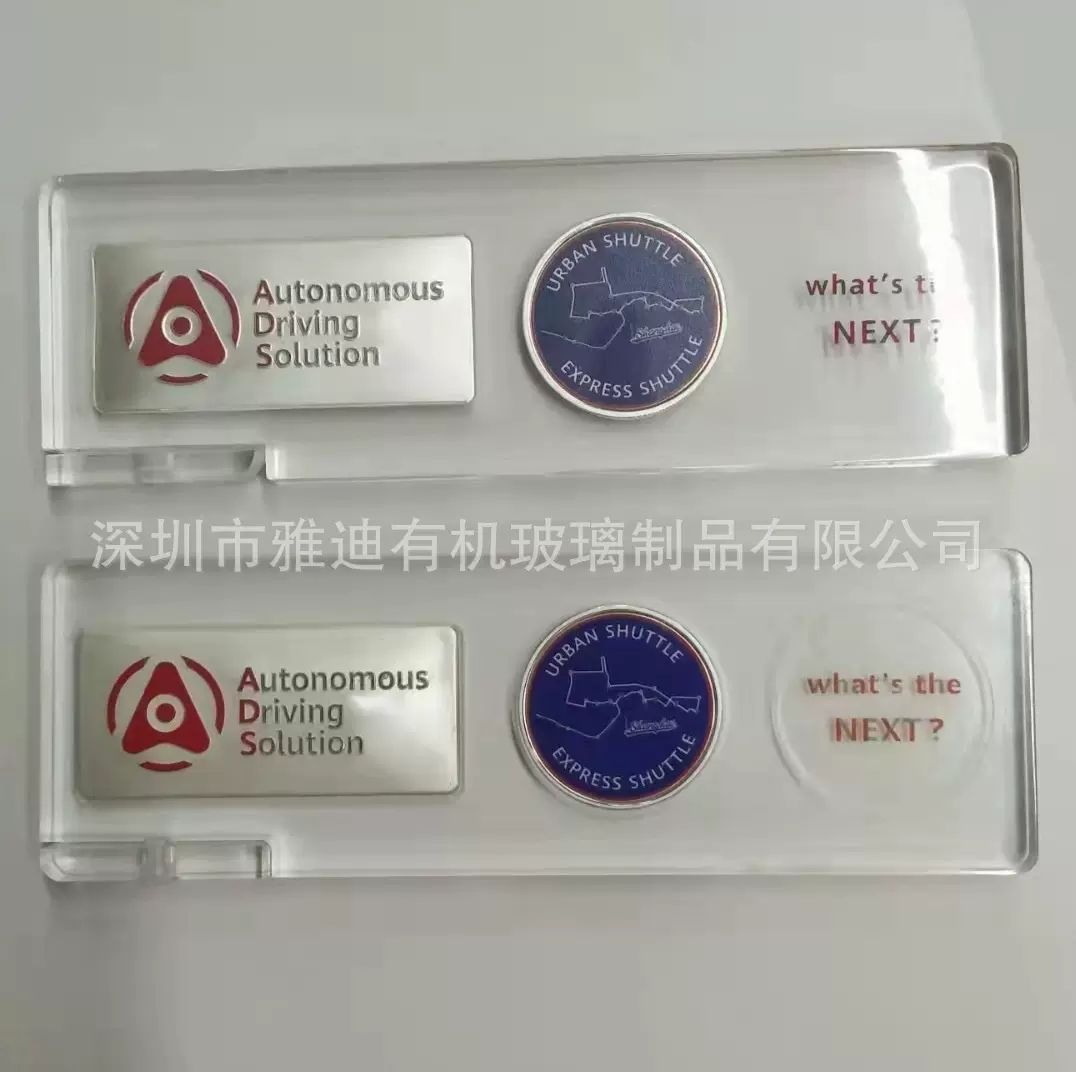 Autonomous
Driving
Solution
URBAN SHUTTLE
EXPRESS SHUTTLE
what's t
NEXT?
深圳市雅迪有机玻璃制品有限公司
Autonomous
Driving
Solution
URBAN SHUTTLE
EXPRESS SHUTTLE
what's the
NEXT?